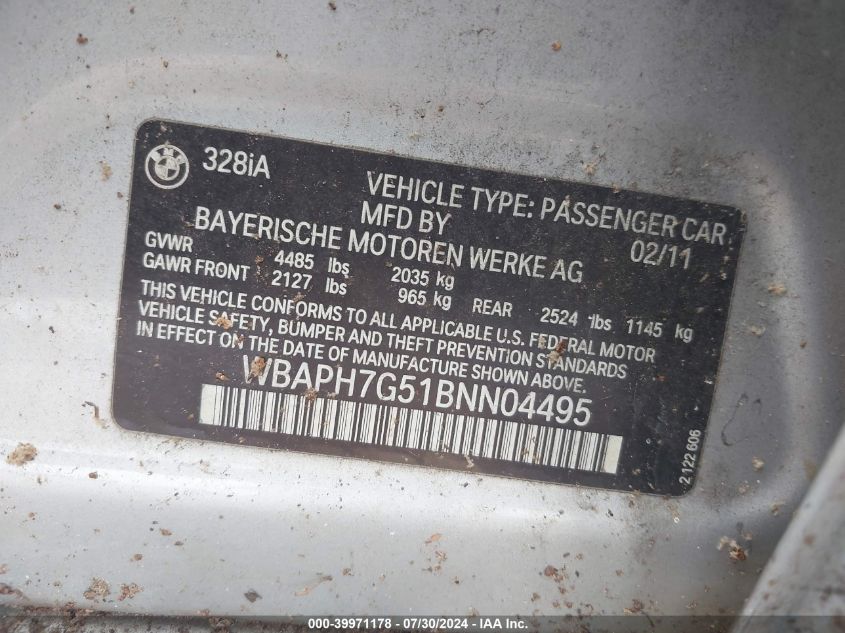 BMW
328iA
VEHICLE TYPE: PASSENGER CAR
MFD BY
02/11
BAYERISCHE MOTOREN WERKE AG
GVWR 4485 lbs 2035 kg
GAWR FRONT 2127 lbs 965 kg REAR 2524 lbs 1145 kg
THIS VEHICLE CONFORMS TO ALL APPLICABLE U.S. FEDERAL MOTOR
VEHICLE SAFETY, BUMPER AND THEFT PREVENTION STANDARDS
IN EFFECT ON THE DATE OF MANUFACTURE SHOWN ABOVE.
WBAPH7G51BNN04495
2 122 606
000-39971178 - 07/30/2024 - IAA Inc.